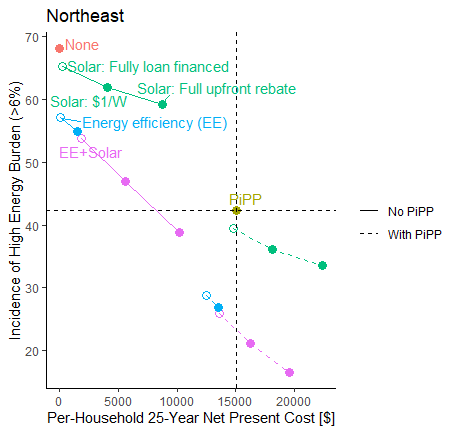 Northeast
Incidence of High Energy Burden (>6%)
70
60
50
40
30
20
None
Solar: Fully loan financed
Solar: Full upfront rebate
Solar: $1/W
Energy efficiency (EE)
EE+Solar
PiPP
No PiPP
With PiPP
0
5000
10000
15000
20000
Per-Household 25-Year Net Present Cost [$]